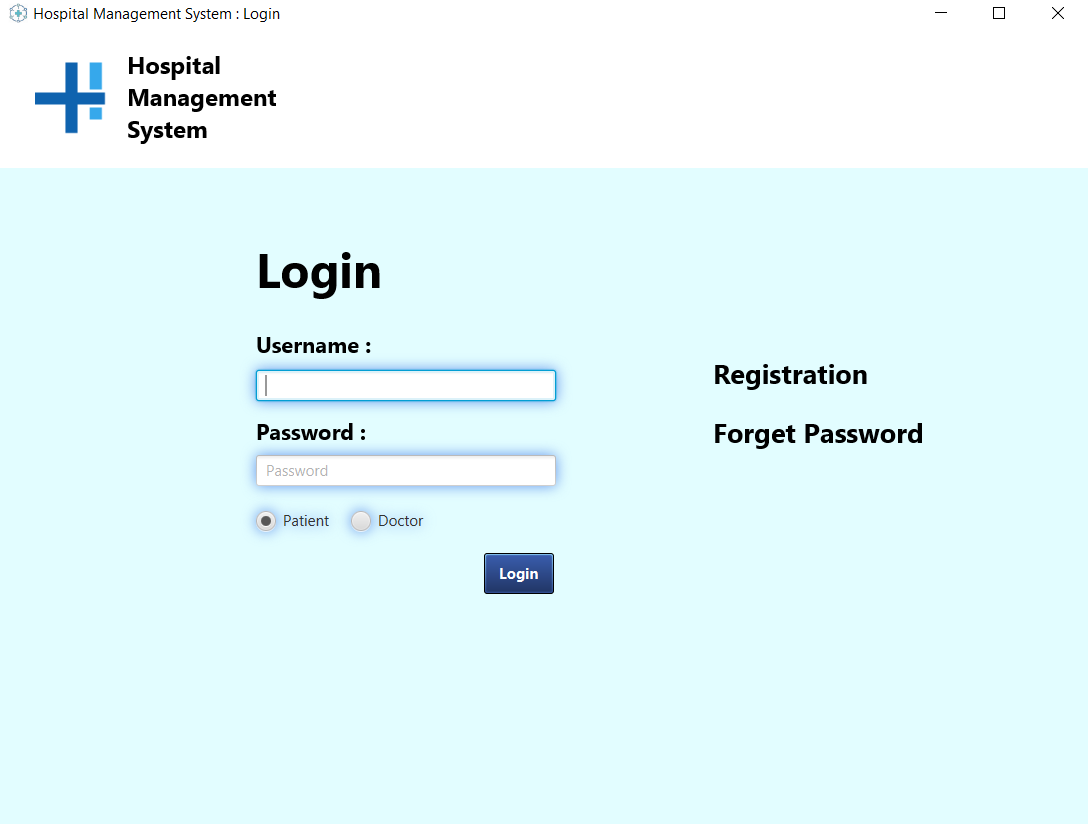 Hospital Management System : Login
Hospital
Management
System
Login
Username :
Password :
Password
Patient Doctor
Login
Registration
Forget Password